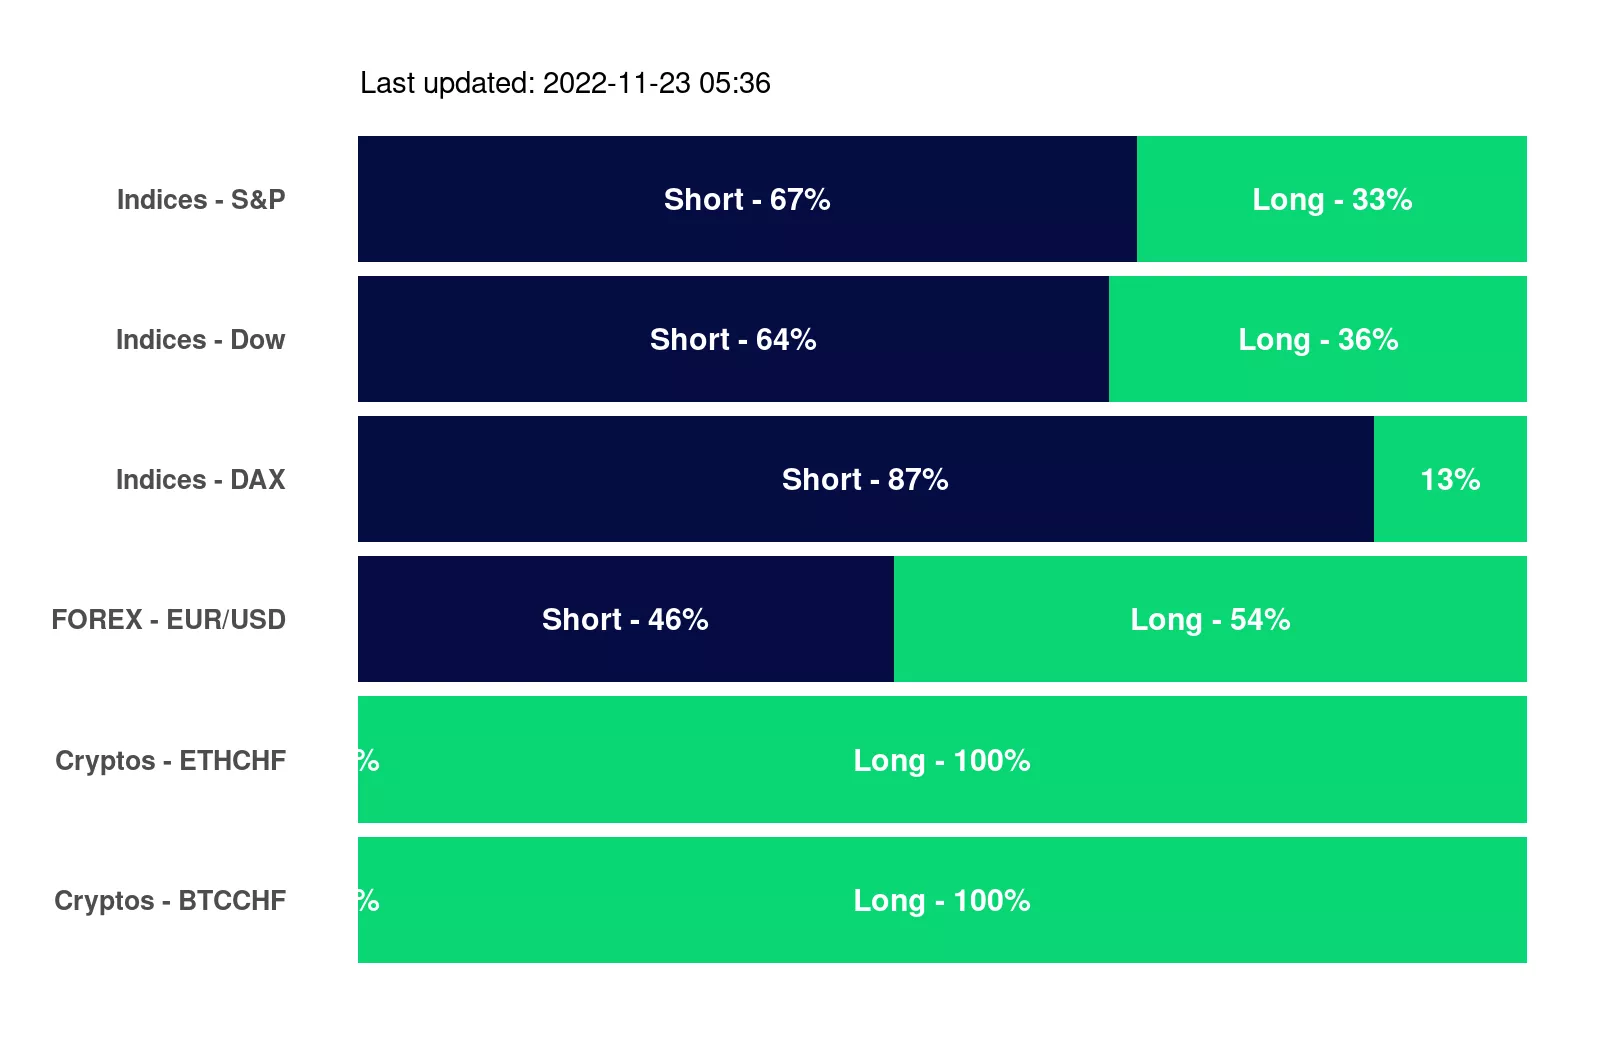 Last updated: 2022-11-23 05:36
Indices - S&P Short - 67% Long - 33%
Indices - Dow Short - 64% Long - 36%
Indices - DAX Short - 87% 13%
FOREX - EUR/USD Short - 46% Long - 54%
Cryptos - ETHCHF % Long - 100%
Cryptos - BTCCHF % Long - 100%